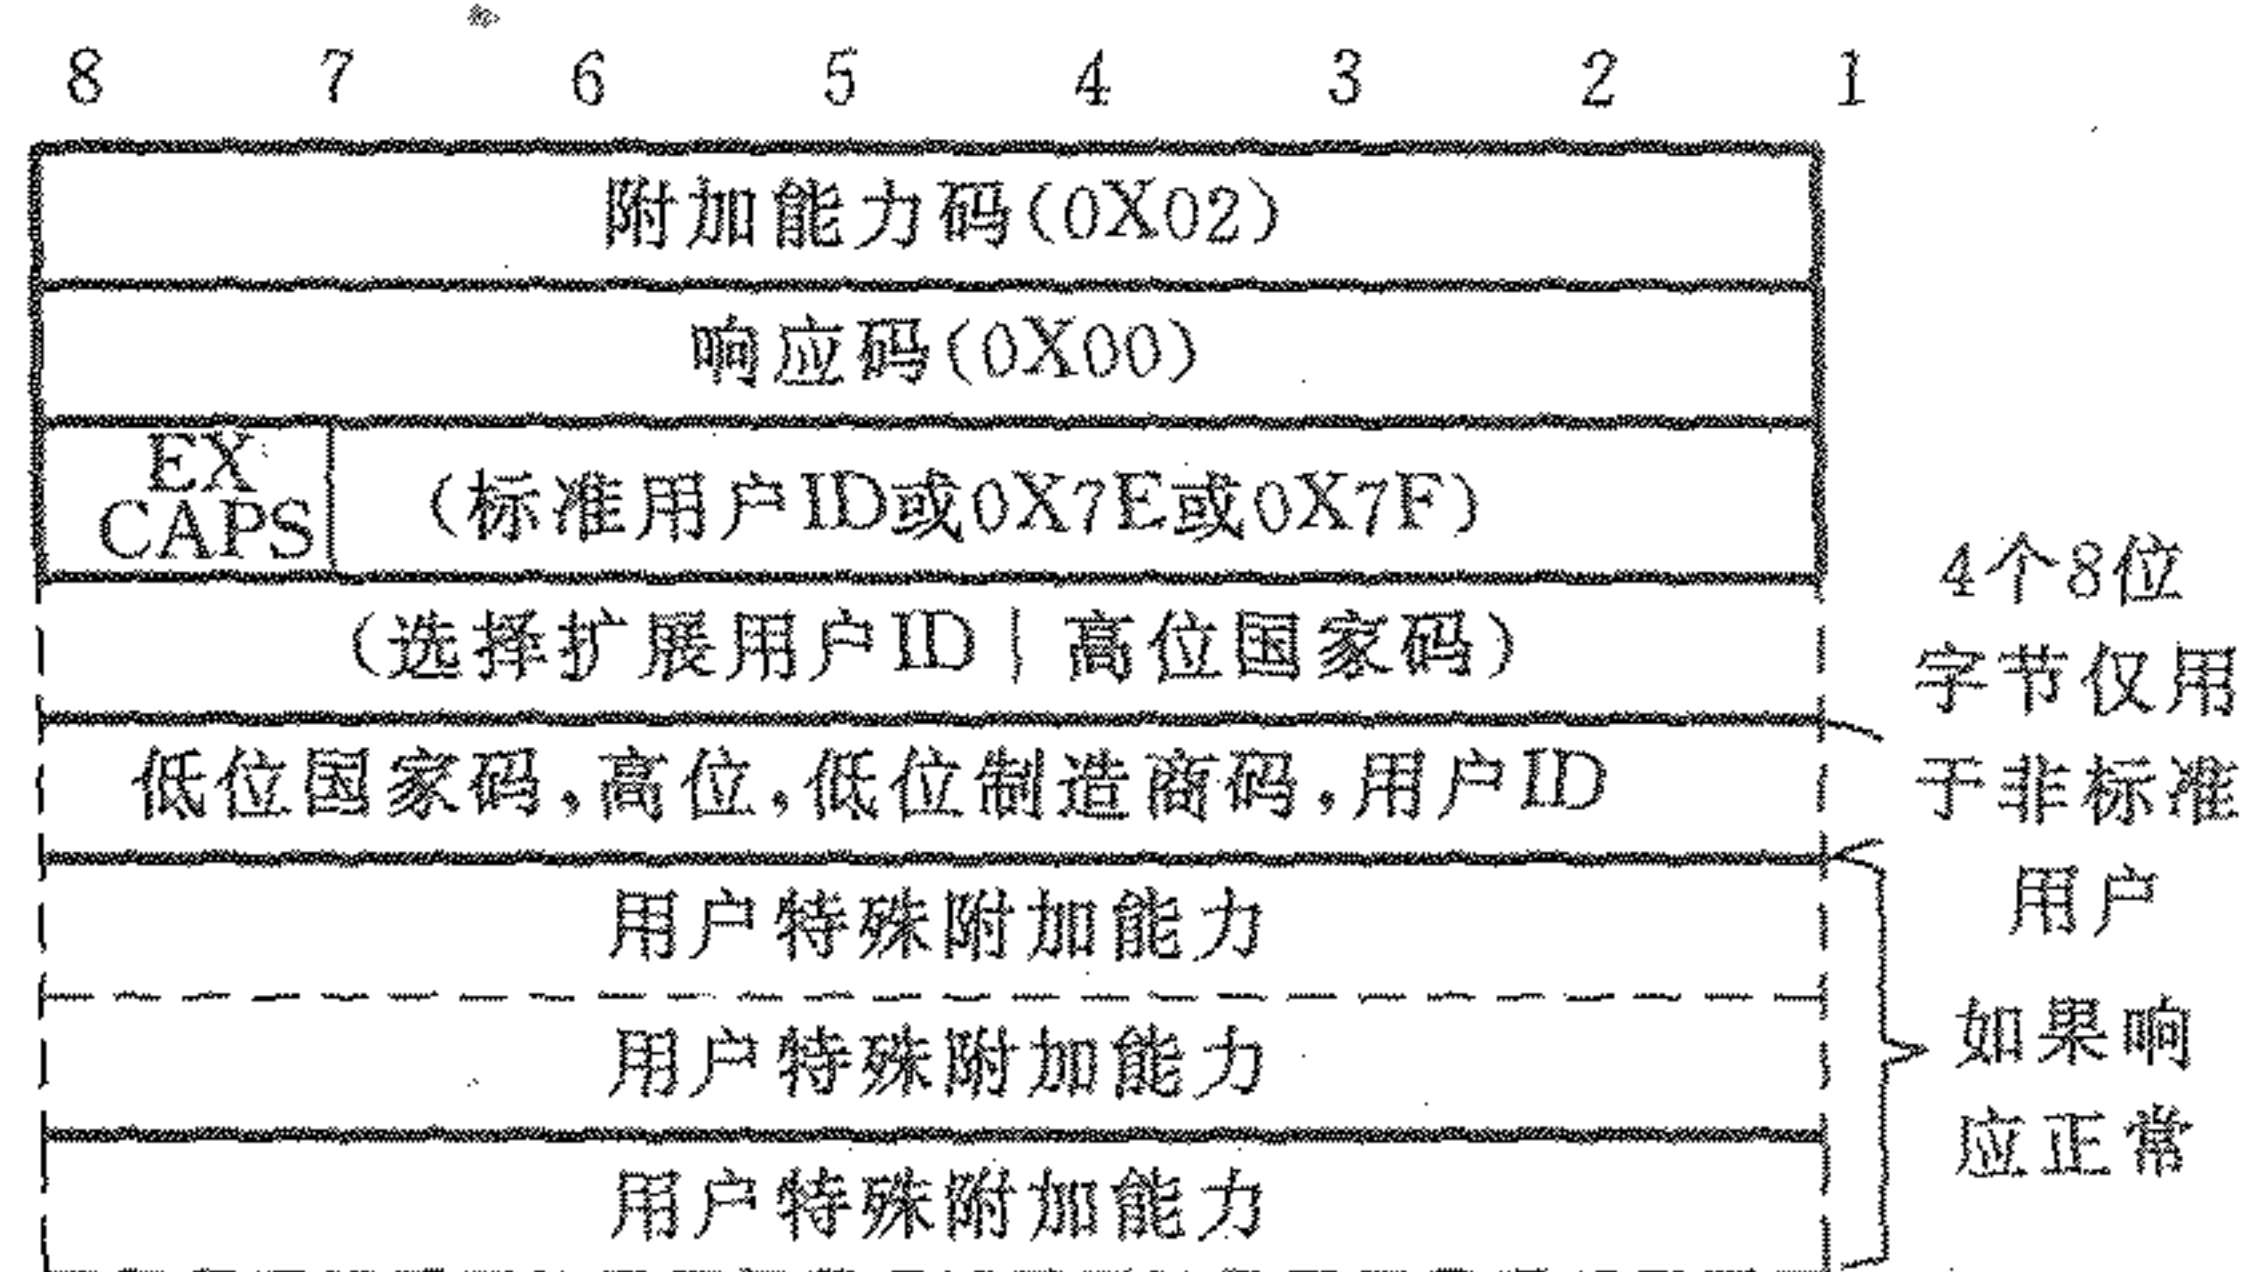 8 7 6 5 4 3 2 1
附加能力码(0X02)
响应码(0X00)
EX
CAPS
(标准用户ID或0X7E或0X7F)
(选择扩展用户ID|高位国家码)
低位国家码,高位,低位制造商码,用户ID
用户特殊附加能力
用户特殊附加能力
用户特殊附加能力
4个8位
字节仅用
于非标准
用户
如果响
应正常